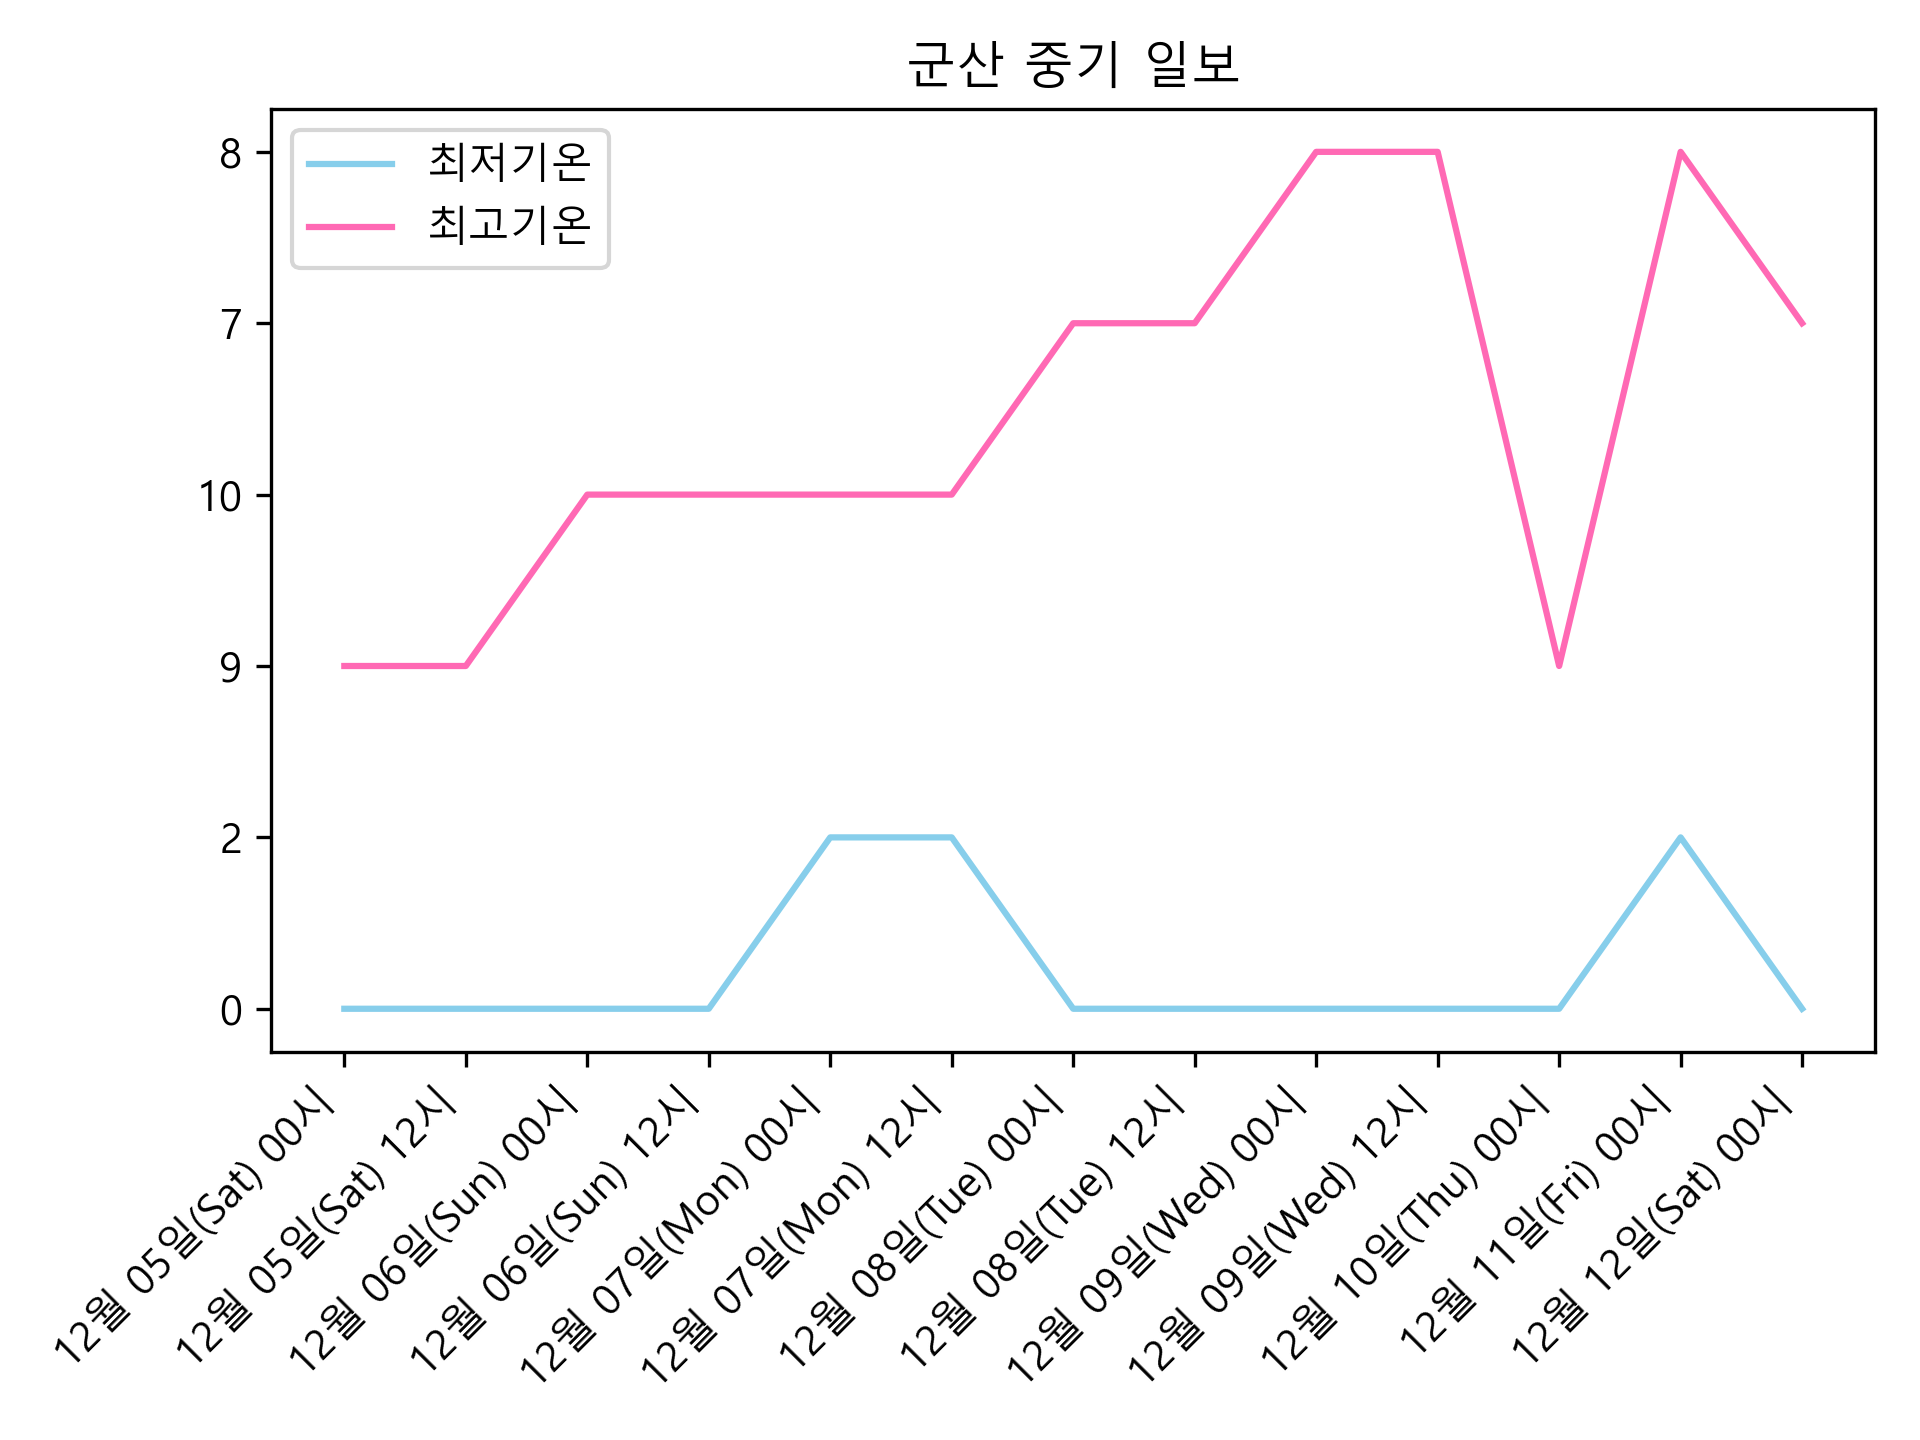 군산 중기 일보
최저기온
최고기온
8
7
10
9
2
0
12월 05일(Sat) 00시
12월 05일(Sat) 12시
12월 06일(Sun) 00시
12월 06일(Sun) 12시
12월 07일(Mon) 00시
12월 07일(Mon) 12시
12월 08일(Tue) 00시
12월 08일(Tue) 12시
12월 09일(Wed) 00시
12월 09일(Wed) 12시
12월 10일(Thu) 00시
12월 11일(Fri) 00시
12월 12일(Sat) 00시